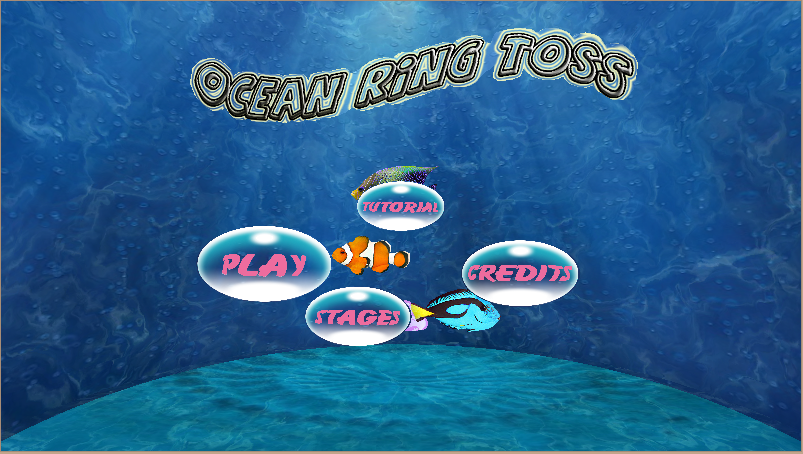 OCEAN RING TOSS
TUTORIAL
PLAY
CREDITS
STAGES